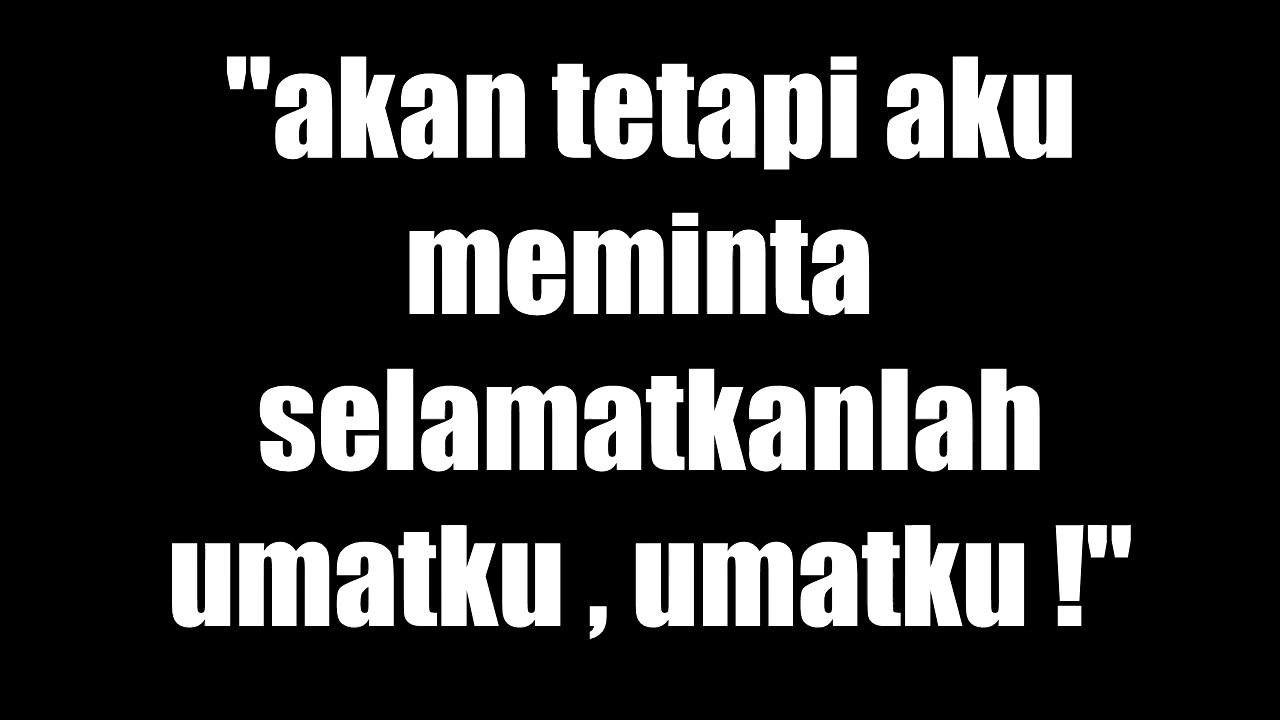 "akan tetapi aku
meminta
selamatkanlah
umatku , umatku !"